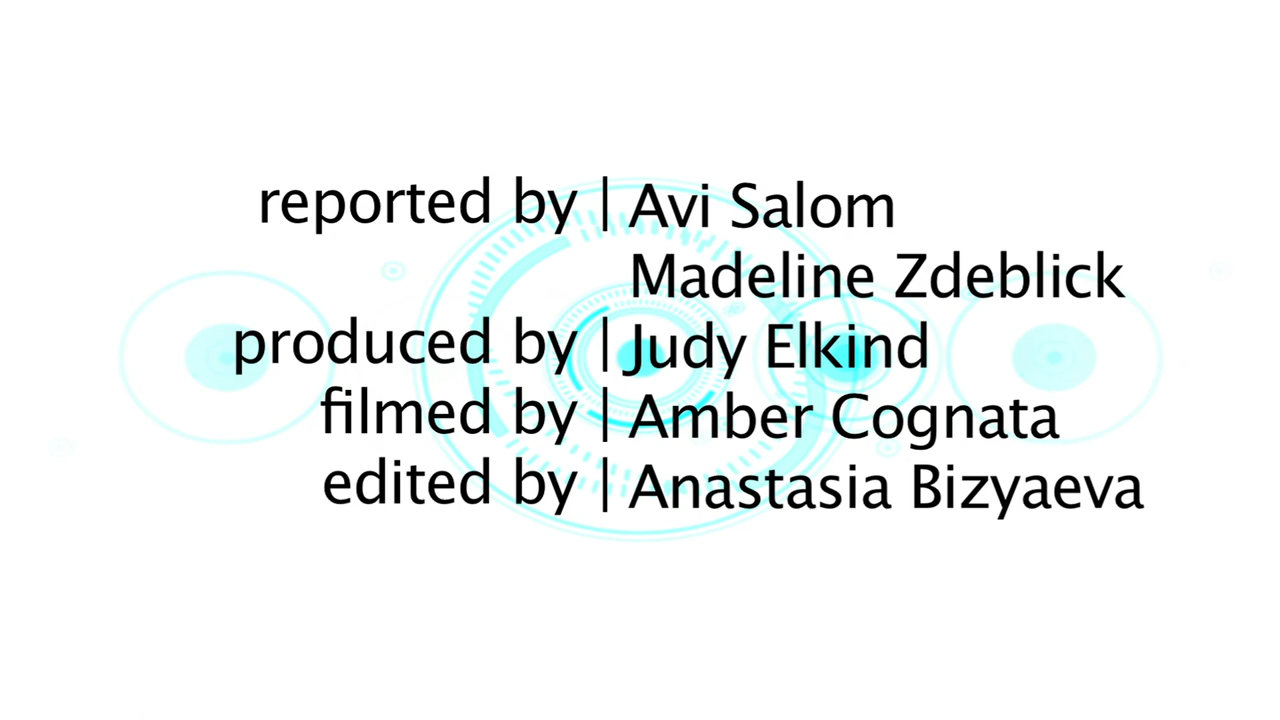 reported by | Avi Salom
Madeline Zdeblick
produced by | Judy Elkind
filmed by | Amber Cognata
edited by | Anastasia Bizyaeva